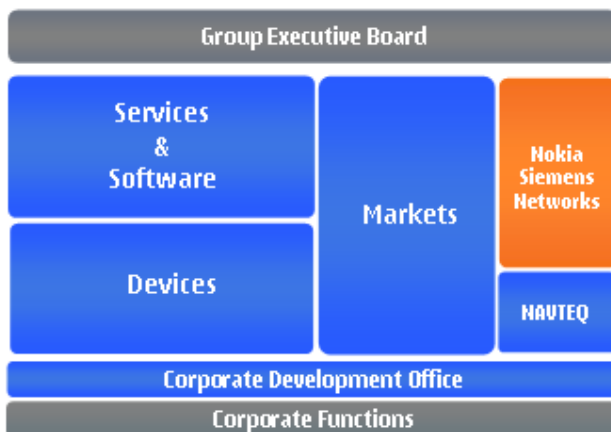 Group Executive Board
Services
&
Software
Devices
Markets
Nokia
Siemens
Networks
NAVTEQ
Corporate Development Office
Corporate Functions